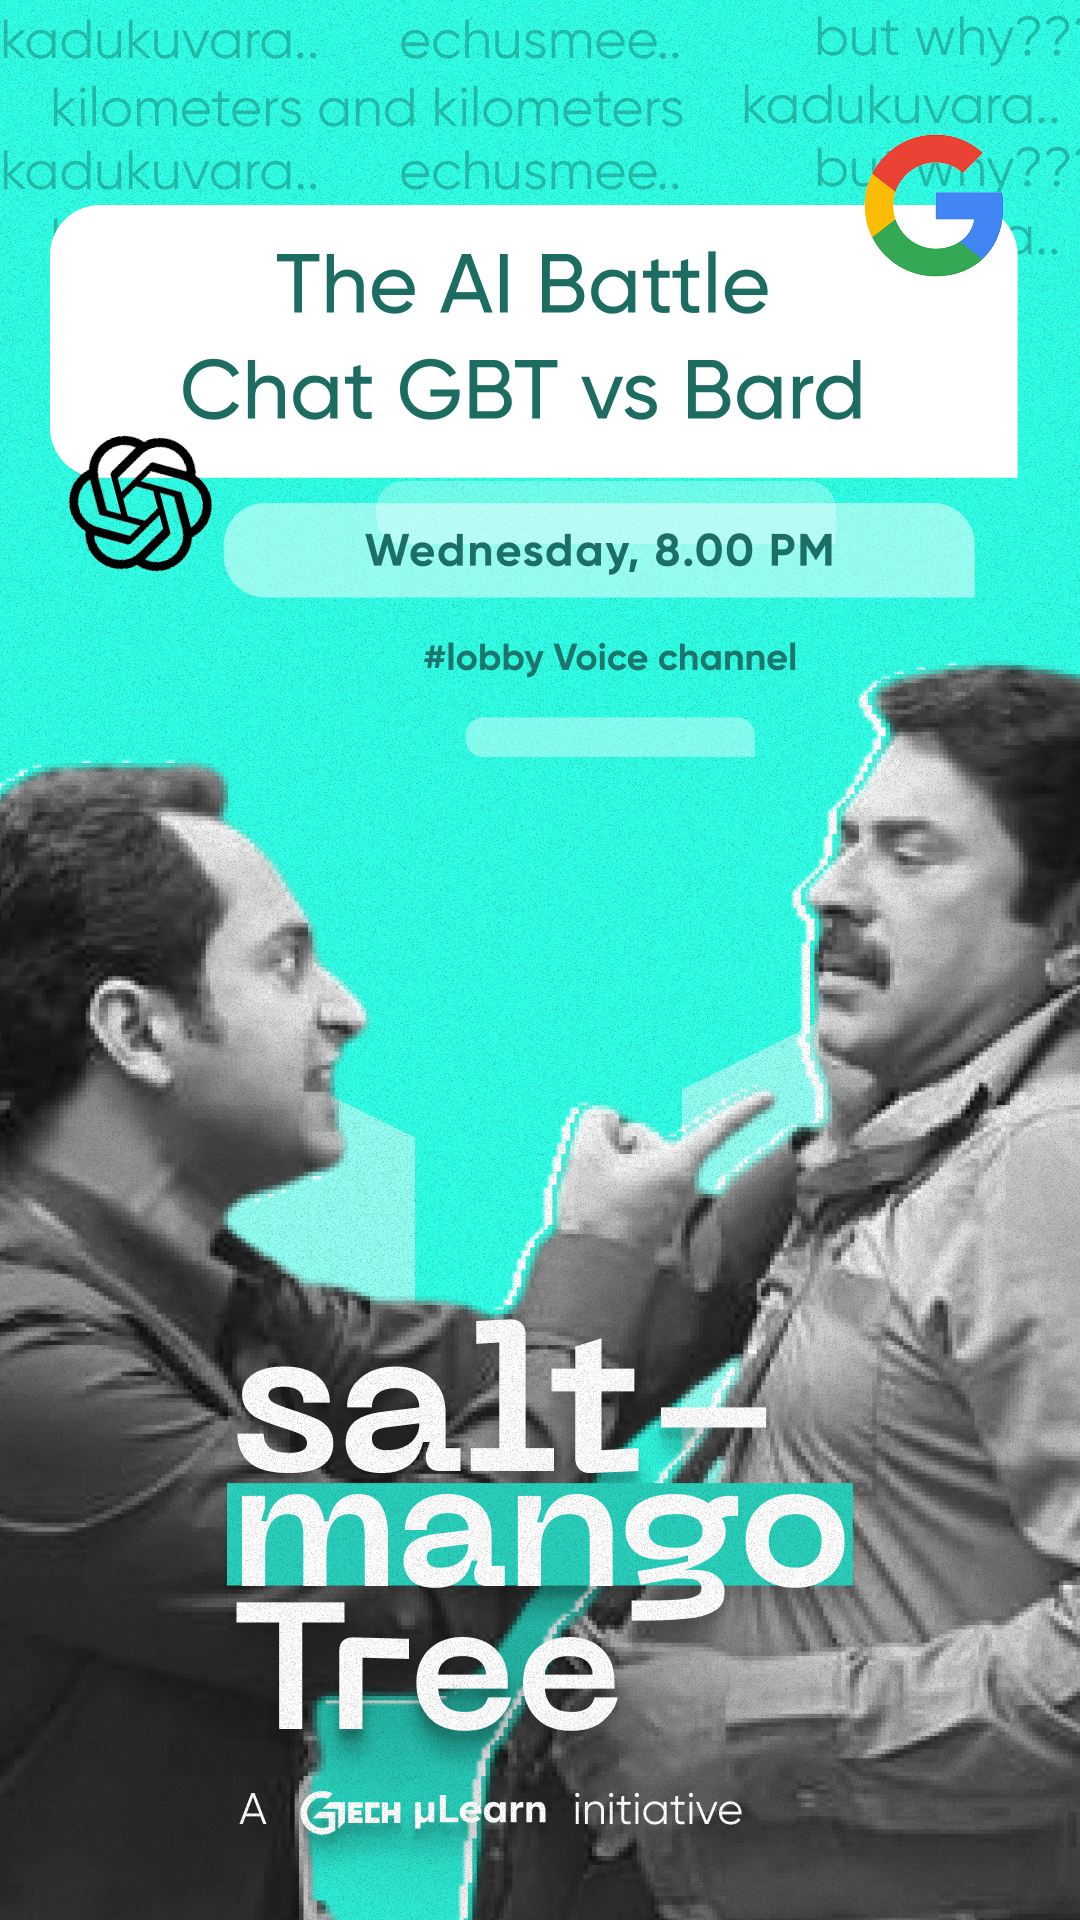 kadukuvara.. echusmee.. but why???
kilometers and kilometers kadukuvara..
kadukuvara.. echusmee.. but why???
a..
The AI Battle
Chat GBT vs Bard
Wednesday, 8.00 PM
#lobby Voice channel
salt-
mango
Tree
A GTECH µLearn initiative